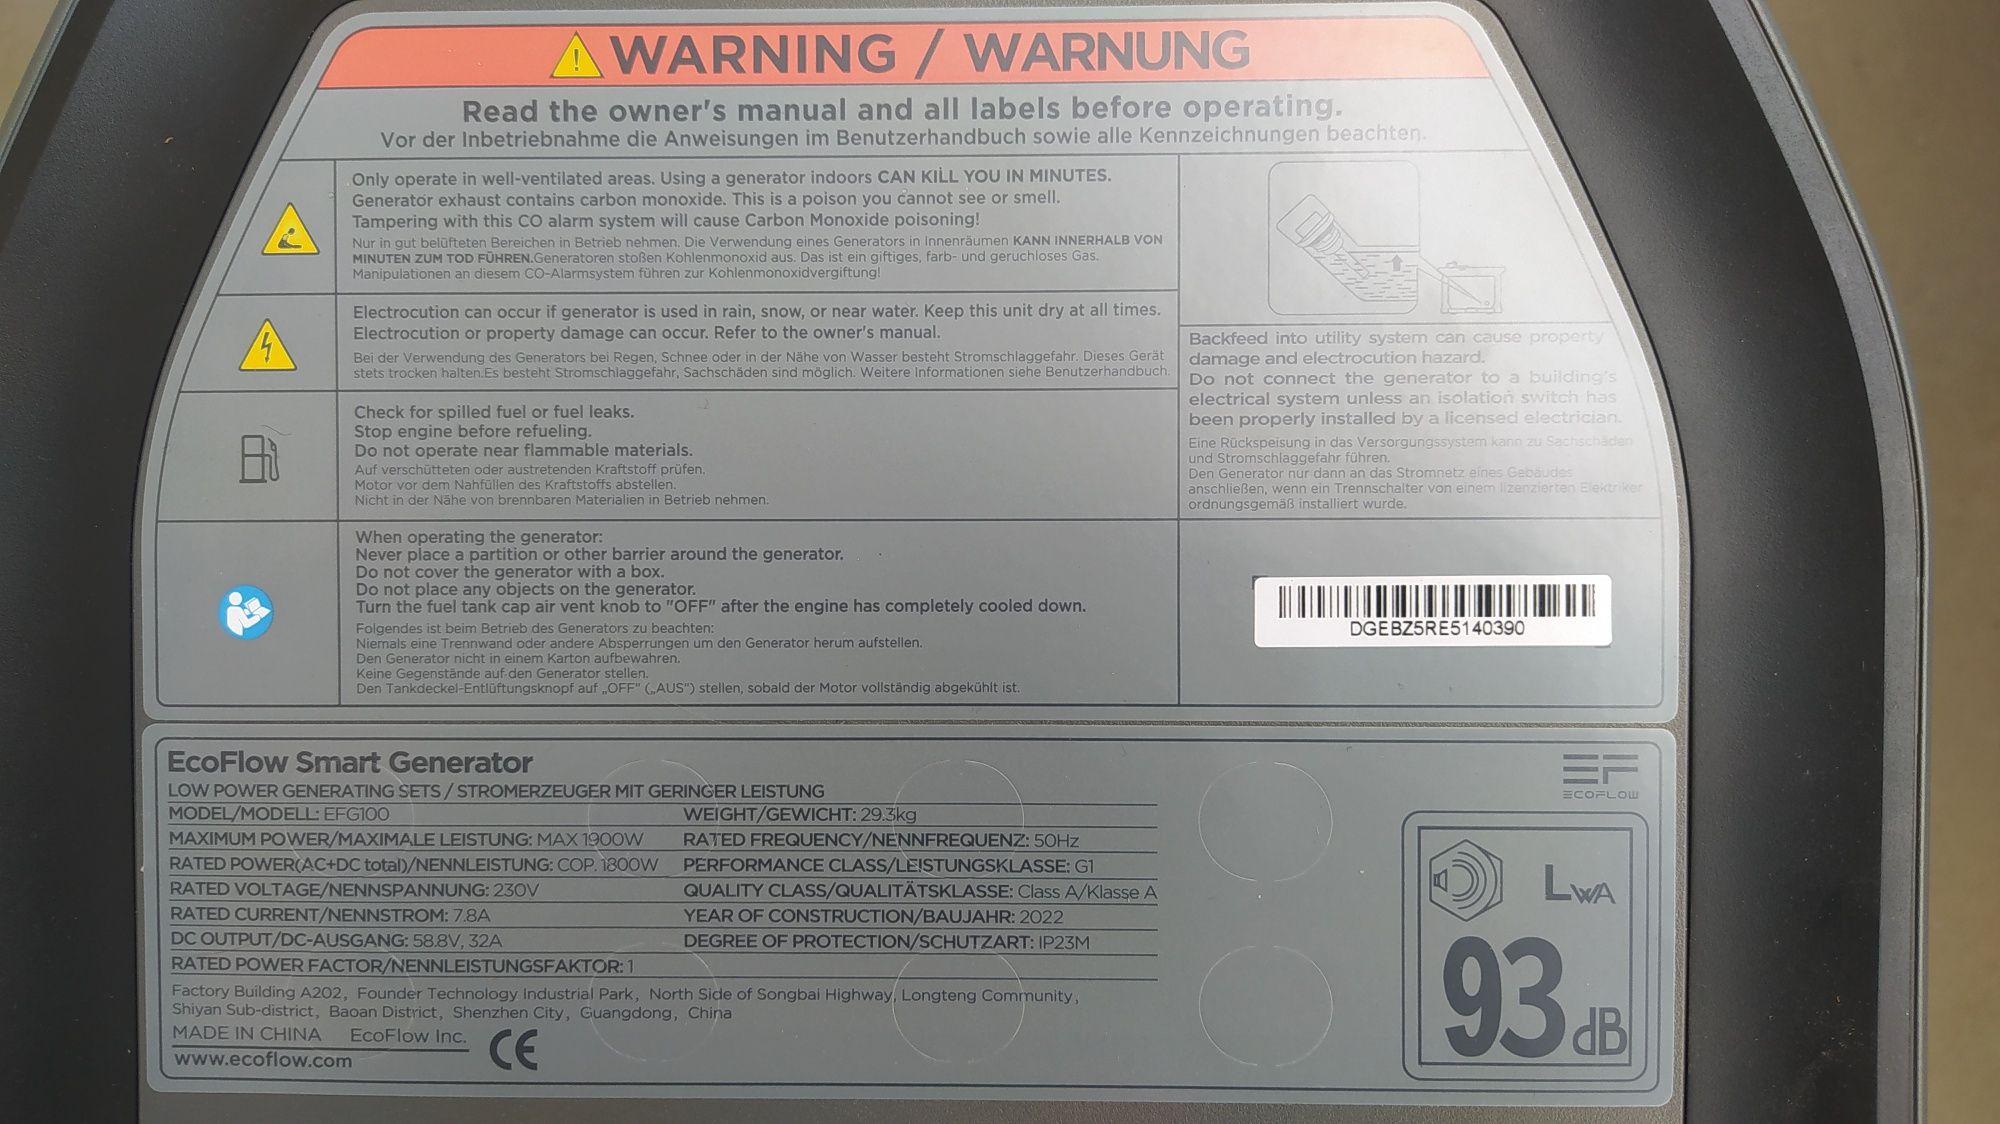 WARNING / WARNUNG
Read the owner's manual and all labels before operating.
Vor der Inbetriebnahme die Anweisungen im Benutzerhandbuch sowie alle Kennzeichnungen beachten.
Only operate in well-ventilated areas. Using a generator indoors CAN KILL YOU IN MINUTES.
Generator exhaust contains carbon monoxide. This is a poison you cannot see or smell.
Tampering with this CO alarm system will cause Carbon Monoxide poisoning!
Nur in gut belüfteten Bereichen in Betrieb nehmen. Die Verwendung eines Generators in Innenräumen KANN INNERHALB VON
MINUTEN ZUM TOD FÜHREN.Generatoren stoßen Kohlenmonoxid aus. Das ist ein giftiges, farb- und geruchloses Gas.
Manipulationen an diesem CO-Alarmsystem führen zur Kohlenmonoxidvergiftung!
Electrocution can occur if generator is used in rain, snow, or near water. Keep this unit dry at all times.
Electrocution or property damage can occur. Refer to the owner's manual.
Bei der Verwendung des Generators bei Regen, Schnee oder in der Nähe von Wasser besteht Stromschlaggefahr. Dieses Gerät
stets trocken halten.Es besteht Stromschlaggefahr, Sachschäden sind möglich. Weitere Informationen siehe Benutzerhandbuch.
Check for spilled fuel or fuel leaks.
Stop engine before refueling.
Do not operate near flammable materials.
Auf verschütteten oder austretenden Kraftstoff prüfen.
Motor vor dem Nahfüllen des Kraftstoffs abstellen.
Nicht in der Nähe von brennbaren Materialien in Betrieb nehmen.
When operating the generator:
Never place a partition or other barrier around the generator.
Do not cover the generator with a box.
Do not place any objects on the generator.
Turn the fuel tank cap air vent knob to "OFF" after the engine has completely cooled down.
Folgendes ist beim Betrieb des Generators zu beachten:
Niemals eine Trennwand oder andere Absperrungen um den Generator herum aufstellen.
Den Generator nicht in einem Karton aufbewahren.
Keine Gegenstände auf den Generator stellen.
Den Tankdeckel-Entlüftungsknopf auf „OFF" („AUS") stellen, sobald der Motor vollständig abgekühlt ist.
Backfeed into utility system can cause property
damage and electrocution hazard.
Do not connect the generator to a building's
electrical system unless an isolation switch has
been properly installed by a licensed electrician.
Eine Rückspeisung in das Versorgungssystem kann zu Sachschäden
und Stromschlaggefahr führen.
Den Generator nur dann an das Stromnetz eines Gebäudes
anschließen, wenn ein Trennschalter von einem lizenzierten Elektriker
ordnungsgemäß installiert wurde.
DGEBZ5RE5140390
EcoFlow Smart Generator
LOW POWER GENERATING SETS / STROMERZEUGER MIT GERINGER LEISTUNG
MODEL/MODELL: EFG100
MAXIMUM POWER/MAXIMALE LEISTUNG: MAX 1900W
RATED POWER(AC+DC total)/NENNLEISTUNG: COP. 1800W
RATED VOLTAGE/NENNSPANNUNG: 230V
RATED CURRENT/NENNSTROM: 7.8A
DC OUTPUT/DC-AUSGANG: 58.8V, 32A
RATED POWER FACTOR/NENNLEISTUNGSFAKTOR: 1
WEIGHT/GEWICHT: 29.3kg
RATED FREQUENCY/NENNFREQUENZ: 50Hz
PERFORMANCE CLASS/LEISTUNGSKLASSE: G1
QUALITY CLASS/QUALITÄTSKLASSE: Class A/Klasse A
YEAR OF CONSTRUCTION/BAUJAHR: 2022
DEGREE OF PROTECTION/SCHUTZART: IP23M
Factory Building A202, Founder Technology Industrial Park, North Side of Songbai Highway, Longteng Community,
Shiyan Sub-district, Baoan District, Shenzhen City, Guangdong, China
MADE IN CHINA EcoFlow Inc.
www.ecoflow.com
CE
EF
ECOFLOW
LWA
93 dB